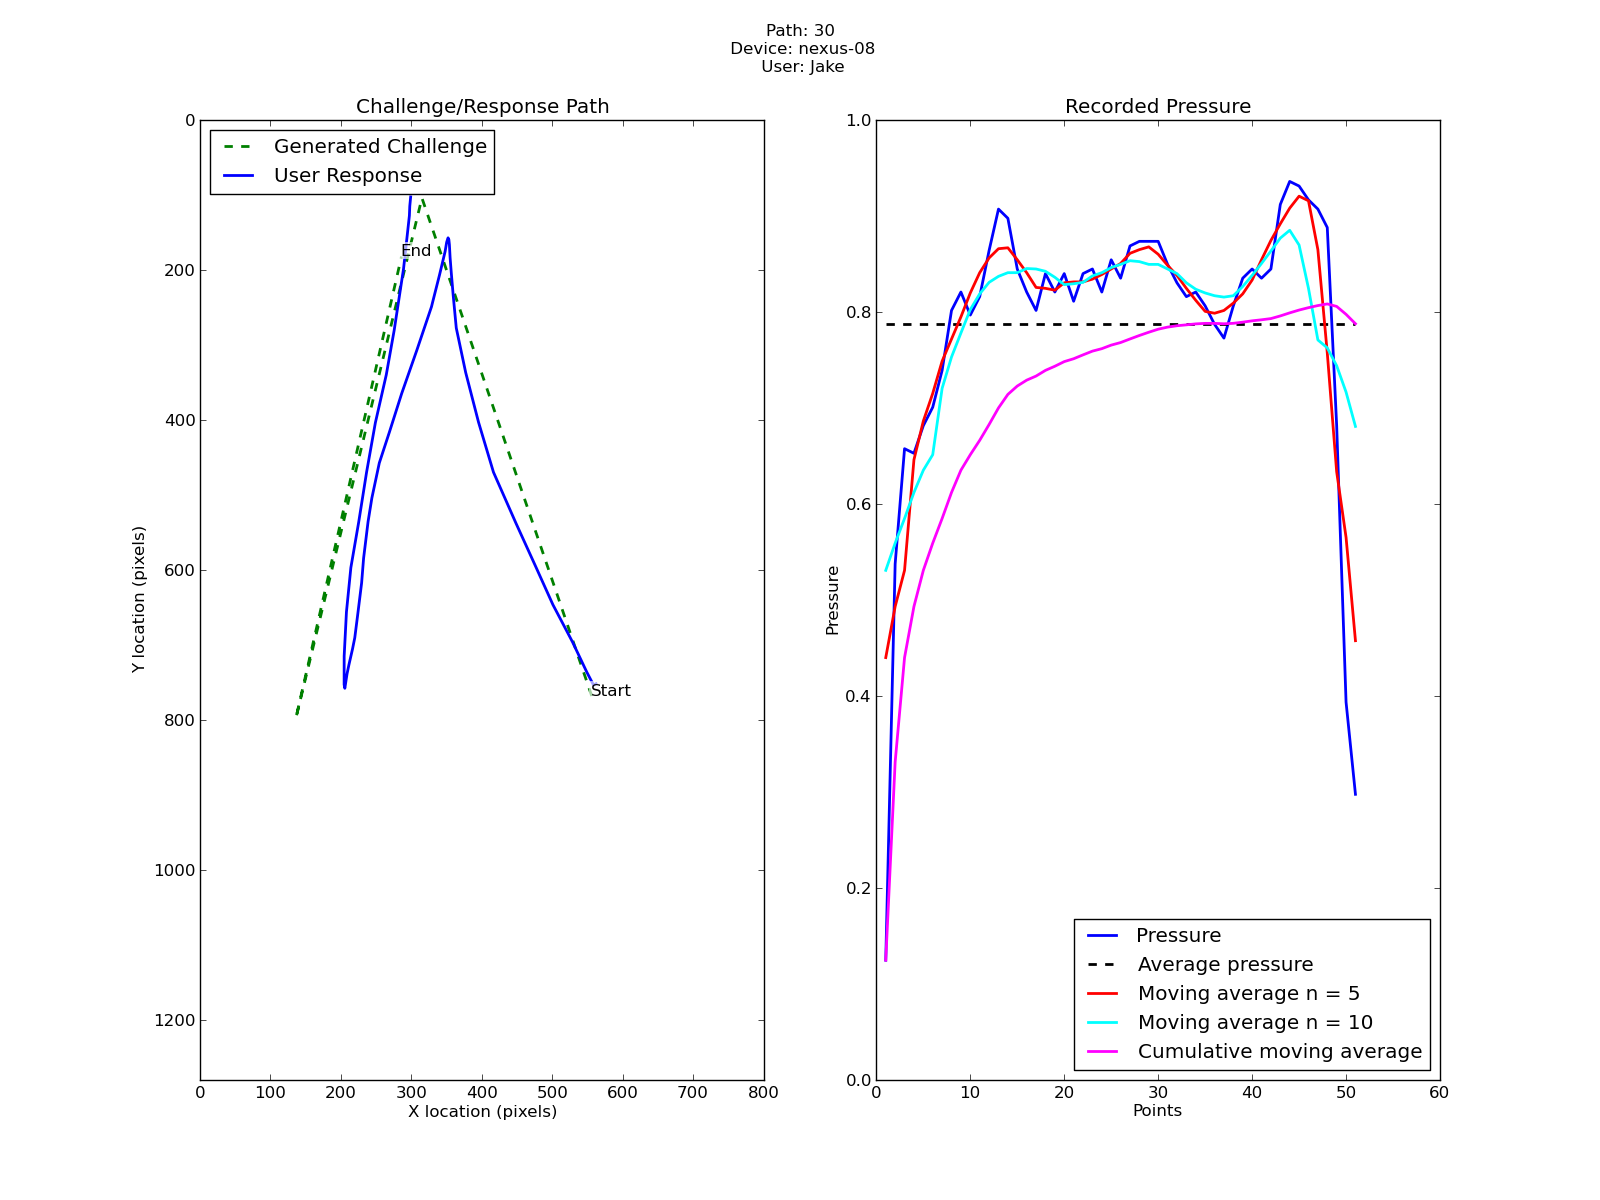 Path: 30
Device: nexus-08
User: Jake
Challenge/Response Path
Generated Challenge
User Response
0
200
400
600
800
1000
1200
Y location (pixels)
End
Start
0 100 200 300 400 500 600 700 800
X location (pixels)
Recorded Pressure
1.0
0.8
0.6
0.4
0.2
0.0
Pressure
Pressure
Average pressure
Moving average n = 5
Moving average n = 10
Cumulative moving average
0 10 20 30 40 50 60
Points